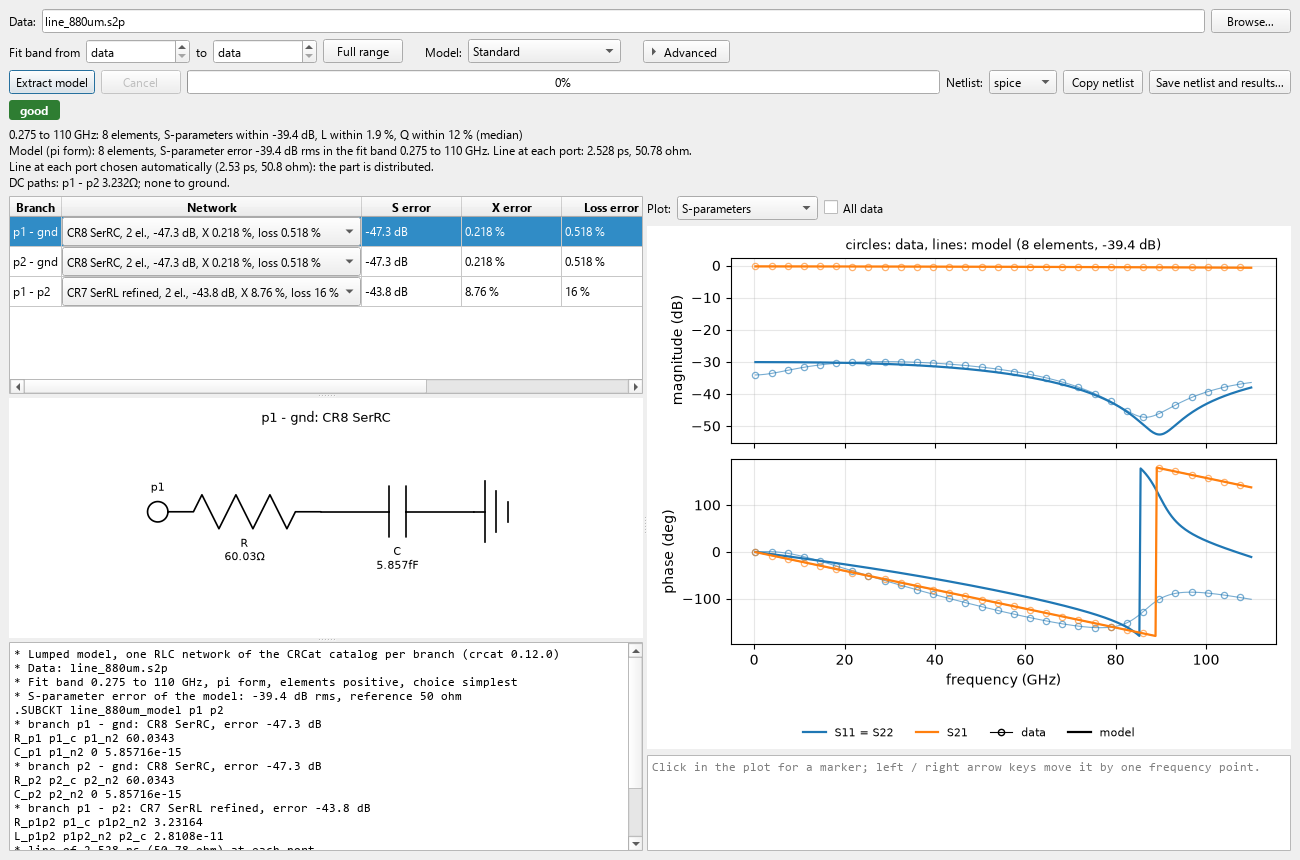 Data: line_880um.s2p Browse...
Fit band from data to data Full range Model: Standard Advanced
Extract model Cancel 0% Netlist: spice Copy netlist Save netlist and results...
good
0.275 to 110 GHz: 8 elements, S-parameters within -39.4 dB, L within 1.9 %, Q within 12 % (median)
Model (pi form): 8 elements, S-parameter error -39.4 dB rms in the fit band 0.275 to 110 GHz. Line at each port: 2.528 ps, 50.78 ohm.
Line at each port chosen automatically (2.53 ps, 50.8 ohm): the part is distributed.
DC paths: p1 - p2 3.232Ω; none to ground.
Branch Network S error X error Loss error
p1 - gnd CR8 SerRC, 2 el., -47.3 dB, X 0.218 %, loss 0.518 % -47.3 dB 0.218 % 0.518 %
p2 - gnd CR8 SerRC, 2 el., -47.3 dB, X 0.218 %, loss 0.518 % -47.3 dB 0.218 % 0.518 %
p1 - p2 CR7 SerRL refined, 2 el., -43.8 dB, X 8.76 %, loss 16 % -43.8 dB 8.76 % 16 %
p1 - gnd: CR8 SerRC
p1
R
60.03Ω
C
5.857fF
* Lumped model, one RLC network of the CRCat catalog per branch (crcat 0.12.0)
* Data: line_880um.s2p
* Fit band 0.275 to 110 GHz, pi form, elements positive, choice simplest
* S-parameter error of the model: -39.4 dB rms, reference 50 ohm
.SUBCKT line_880um_model p1 p2
* branch p1 - gnd: CR8 SerRC, error -47.3 dB
R_p1 p1_c p1_n2 60.0343
C_p1 p1_n2 0 5.85716e-15
* branch p2 - gnd: CR8 SerRC, error -47.3 dB
R_p2 p2_c p2_n2 60.0343
C_p2 p2_n2 0 5.85716e-15
* branch p1 - p2: CR7 SerRL refined, error -43.8 dB
R_p1p2 p1_c p1p2_n2 3.23164
L_p1p2 p1p2_n2 p2_c 2.8108e-11
* line of 2.528 ps (50.78 ohm) at each port
Plot: S-parameters All data
circles: data, lines: model (8 elements, -39.4 dB)
magnitude (dB)
0
−10
−20
−30
−40
−50
phase (deg)
100
0
−100
0 20 40 60 80 100
frequency (GHz)
S11 = S22 S21 data model
Click in the plot for a marker; left / right arrow keys move it by one frequency point.